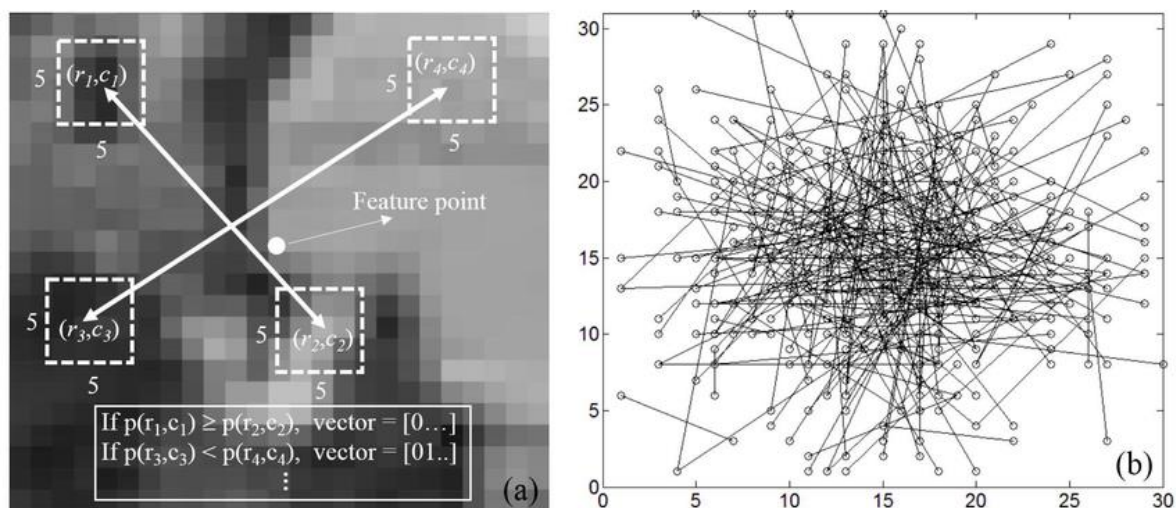 (r1,c1)
5
5
(r4,c4)
5
5
Feature point
(r3,c3)
5
5
(r2,c2)
5
5
If p(r1,c1) ≥ p(r2,c2), vector = [0...]
If p(r3,c3) < p(r4,c4), vector = [01..]
⋮
(a)
30
25
20
15
10
5
0
0 5 10 15 20 25 30
(b)